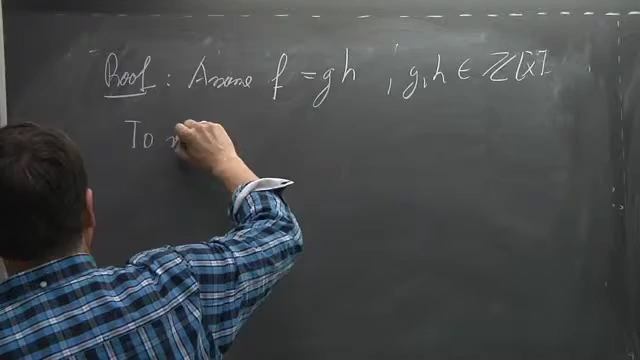 Proof : Assume f = gh , g, h ∈ ℤ[x]
To